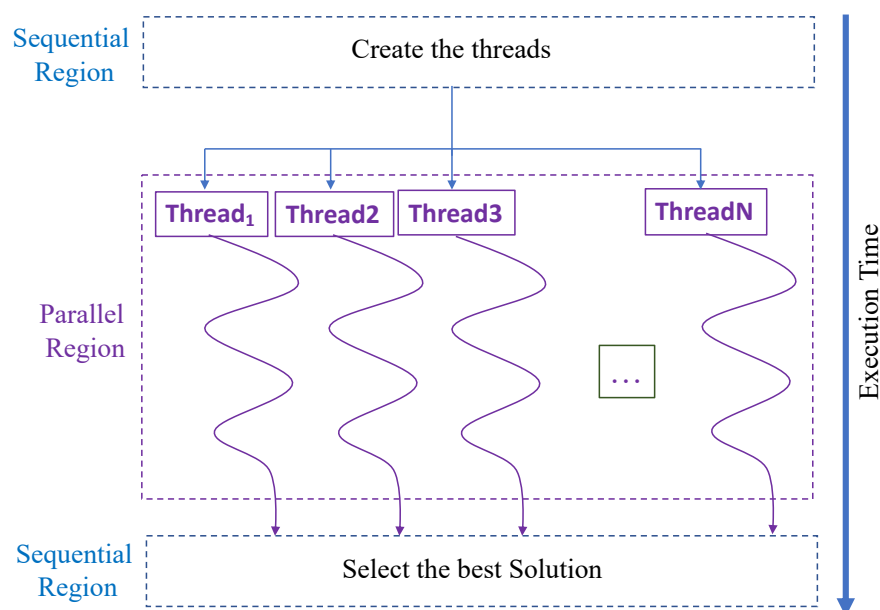 Sequential
Region
Create the threads
Thread₁
Thread2
Thread3
ThreadN
Parallel
Region
...
Execution Time
Sequential
Region
Select the best Solution